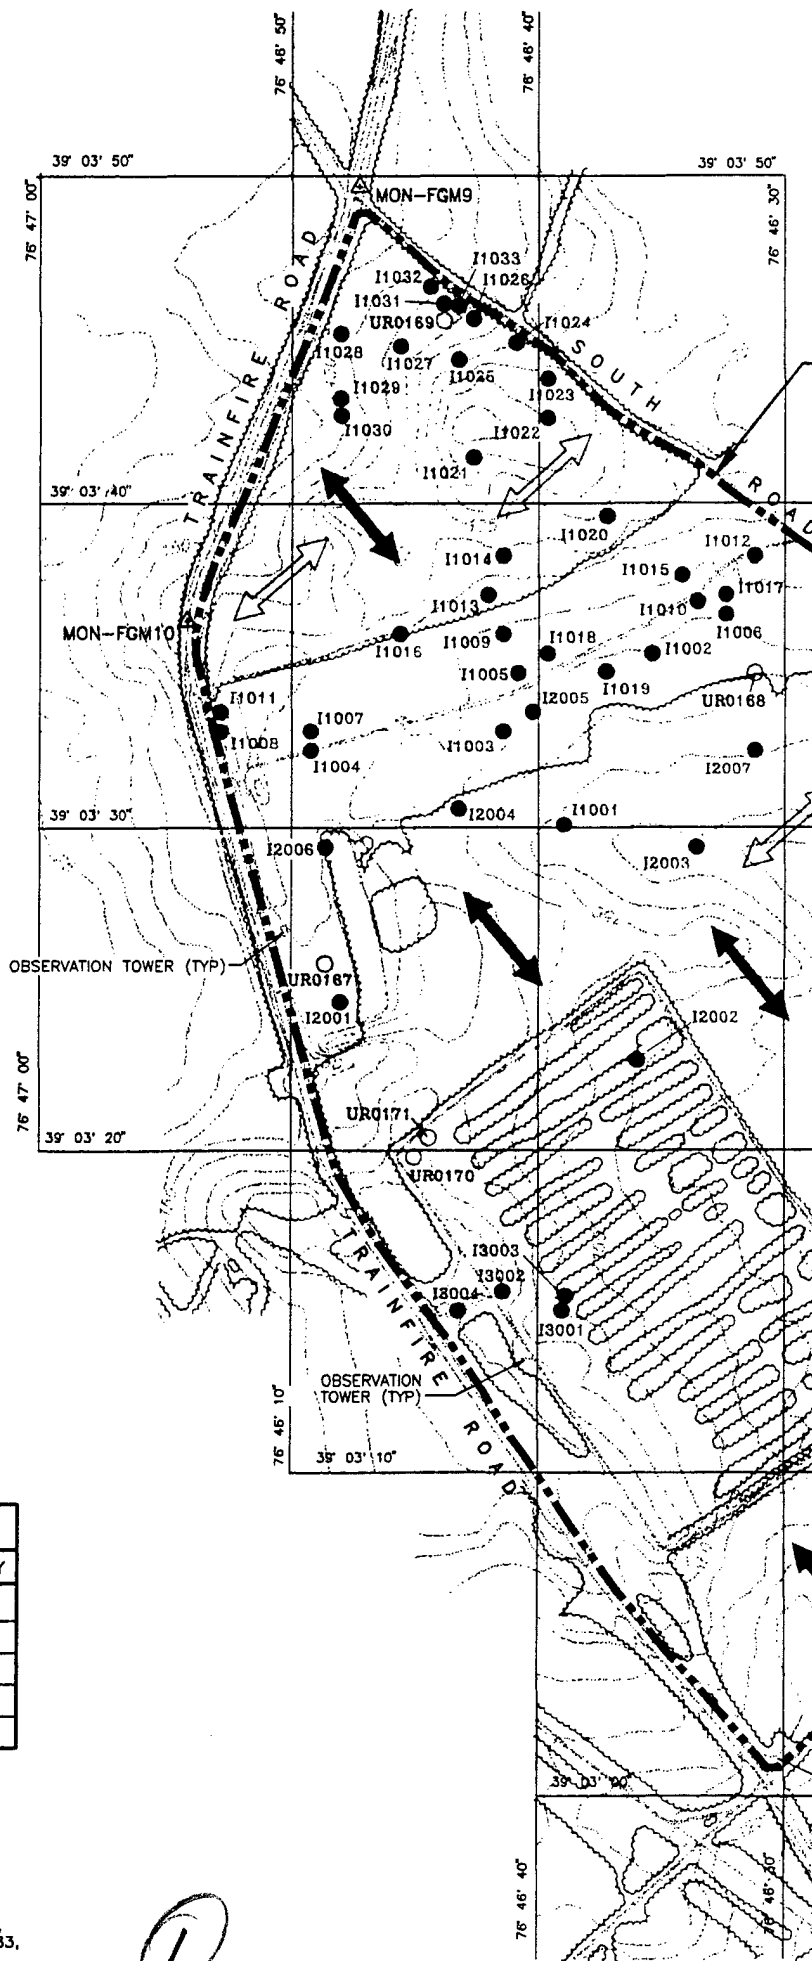 76° 46' 50"
76° 46' 40"
39° 03' 50"
39° 03' 50"
76° 47' 00"
76° 46' 30"
MON-FGM9
TRAINFIRE ROAD
I1033
I1032
I1026
I1031
UR0169
I1024
I1028
I1027
I1025
SOUTH ROAD
I1029
I1023
I1030
I1022
I1021
39° 03' 40"
I1020
I1014
I1012
I1015
I1013
I1017
I1010
MON-FGM10
I1016
I1009
I1006
I1018
I1002
I1005
I1019
UR0168
I1011
I2005
I1007
I1008
I1003
I1004
I2007
39° 03' 30"
I2004
I1001
I2006
I2003
OBSERVATION TOWER (TYP)
UR0167
I2001
I2002
76° 47' 00"
UR0171
39° 03' 20"
UR0170
TRAINFIRE ROAD
I3003
I3002
I3004
I3001
OBSERVATION
TOWER (TYP)
76° 46' 10"
39° 03' 10"
39° 03' 00"
76° 46' 40"
76° 46' 30"
33,
1